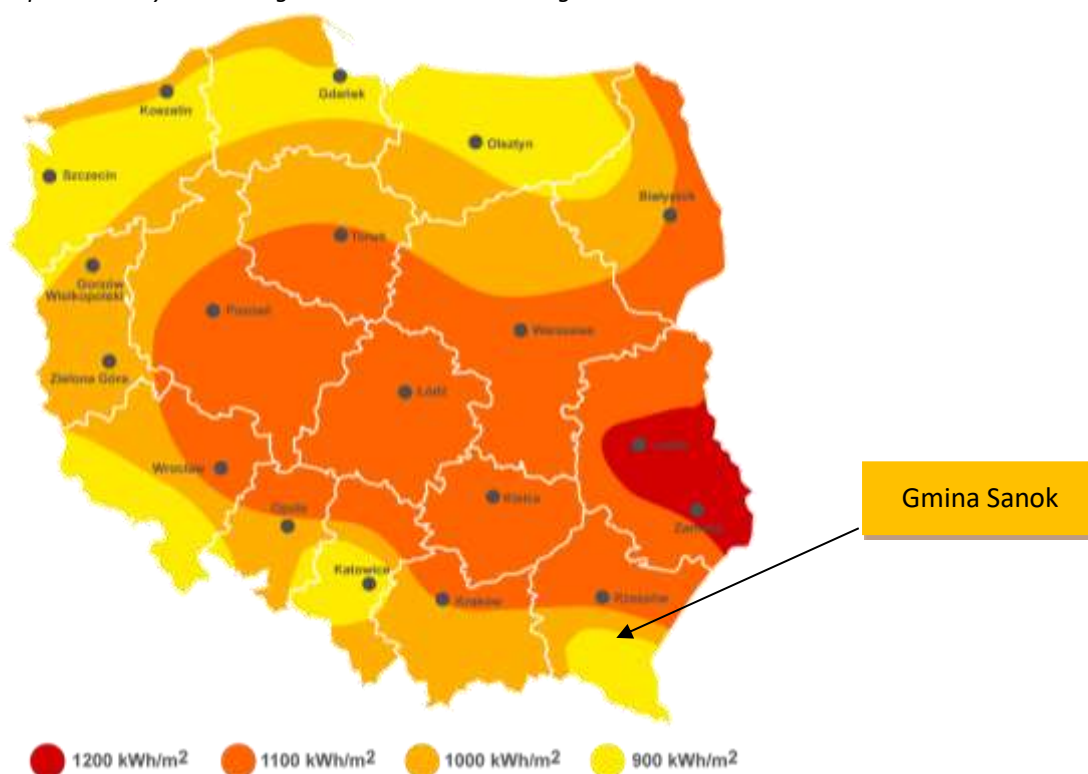 Koszalin
Gdańsk
Olsztyn
Szczecin
Białystok
Toruń
Gorzów
Wielkopolski
Poznań
Warszawa
Zielona Góra
Łódź
Lublin
Wrocław
Kielce
Gmina Sanok
Opole
Zamość
Katowice
Kraków
Rzeszów
1200 kWh/m²
1100 kWh/m²
1000 kWh/m²
900 kWh/m²